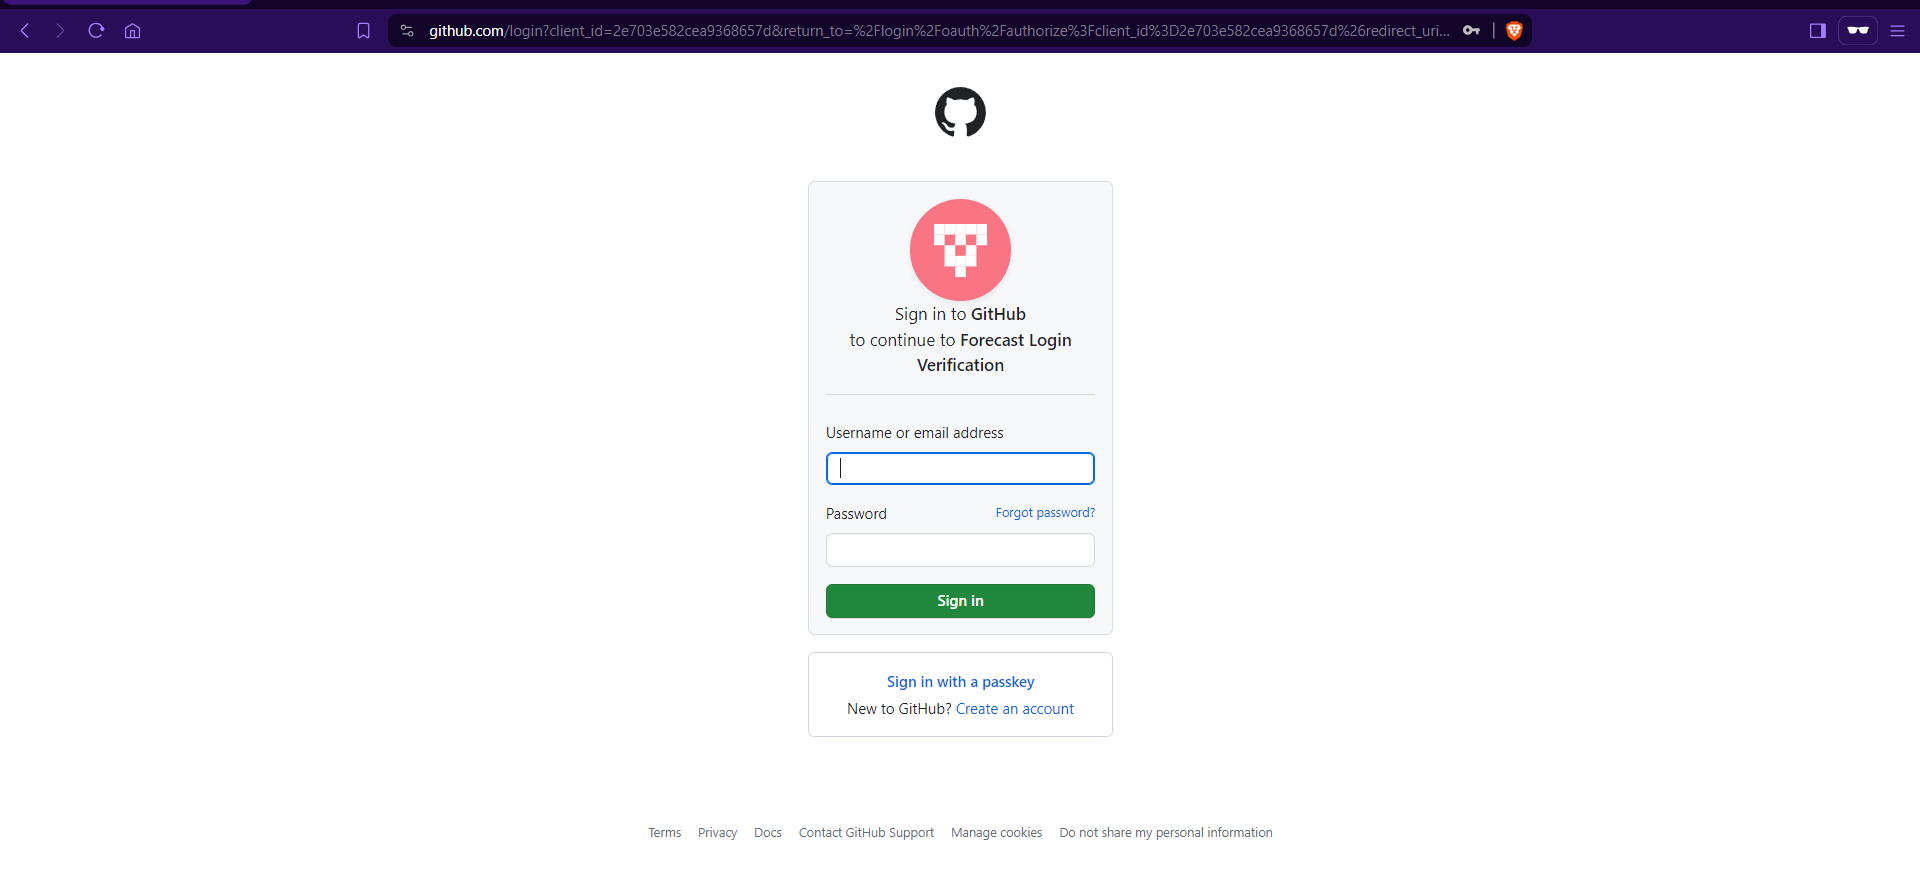 github.com/login?client_id=2e703e582cea9368657d&return_to=%2Flogin%2Foauth%2Fauthorize%3Fclient_id%3D2e703e582cea9368657d%26redirect_uri...
Sign in to GitHub
to continue to Forecast Login
Verification
Username or email address
Password Forgot password?
Sign in
Sign in with a passkey
New to GitHub? Create an account
Terms Privacy Docs Contact GitHub Support Manage cookies Do not share my personal information